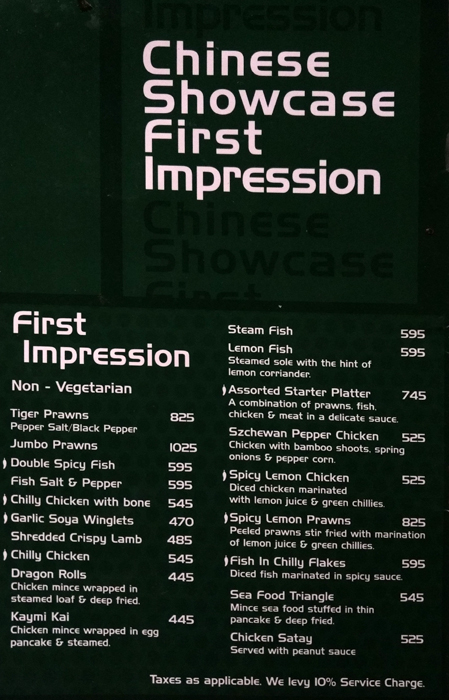 Impression
Chinese
Showcase
First
Impression
Chinese
Showcase
First
First
Impression
Non - Vegetarian
Tiger Prawns 825
Pepper Salt/Black Pepper
Jumbo Prawns 1025
Double Spicy Fish 595
Fish Salt & Pepper 595
Chilly Chicken with bone 545
Garlic Soya Winglets 470
Shredded Crispy Lamb 485
Chilly Chicken 545
Dragon Rolls 445
Chicken mince wrapped in
steamed loaf & deep fried.
Kaymi Kai 445
Chicken mince wrapped in egg
pancake & steamed.
Steam Fish 595
Lemon Fish 595
Steamed sole with the hint of
lemon corriander.
Assorted Starter Platter 745
A combination of prawns, fish,
chicken & meat in a delicate sauce.
Szchewan Pepper Chicken 525
Chicken with bamboo shoots, spring
onions & pepper corn.
Spicy Lemon Chicken 525
Diced chicken marinated
with lemon juice & green chillies.
Spicy Lemon Prawns 825
Peeled prawns stir fried with marination
of lemon juice & green chillies.
Fish In Chilly Flakes 595
Diced fish marinated in spicy sauce.
Sea Food Triangle 545
Mince sea food stuffed in thin
pancake & deep fried.
Chicken Satay 525
Served with peanut sauce
Taxes as applicable. We levy 10% Service Charge.